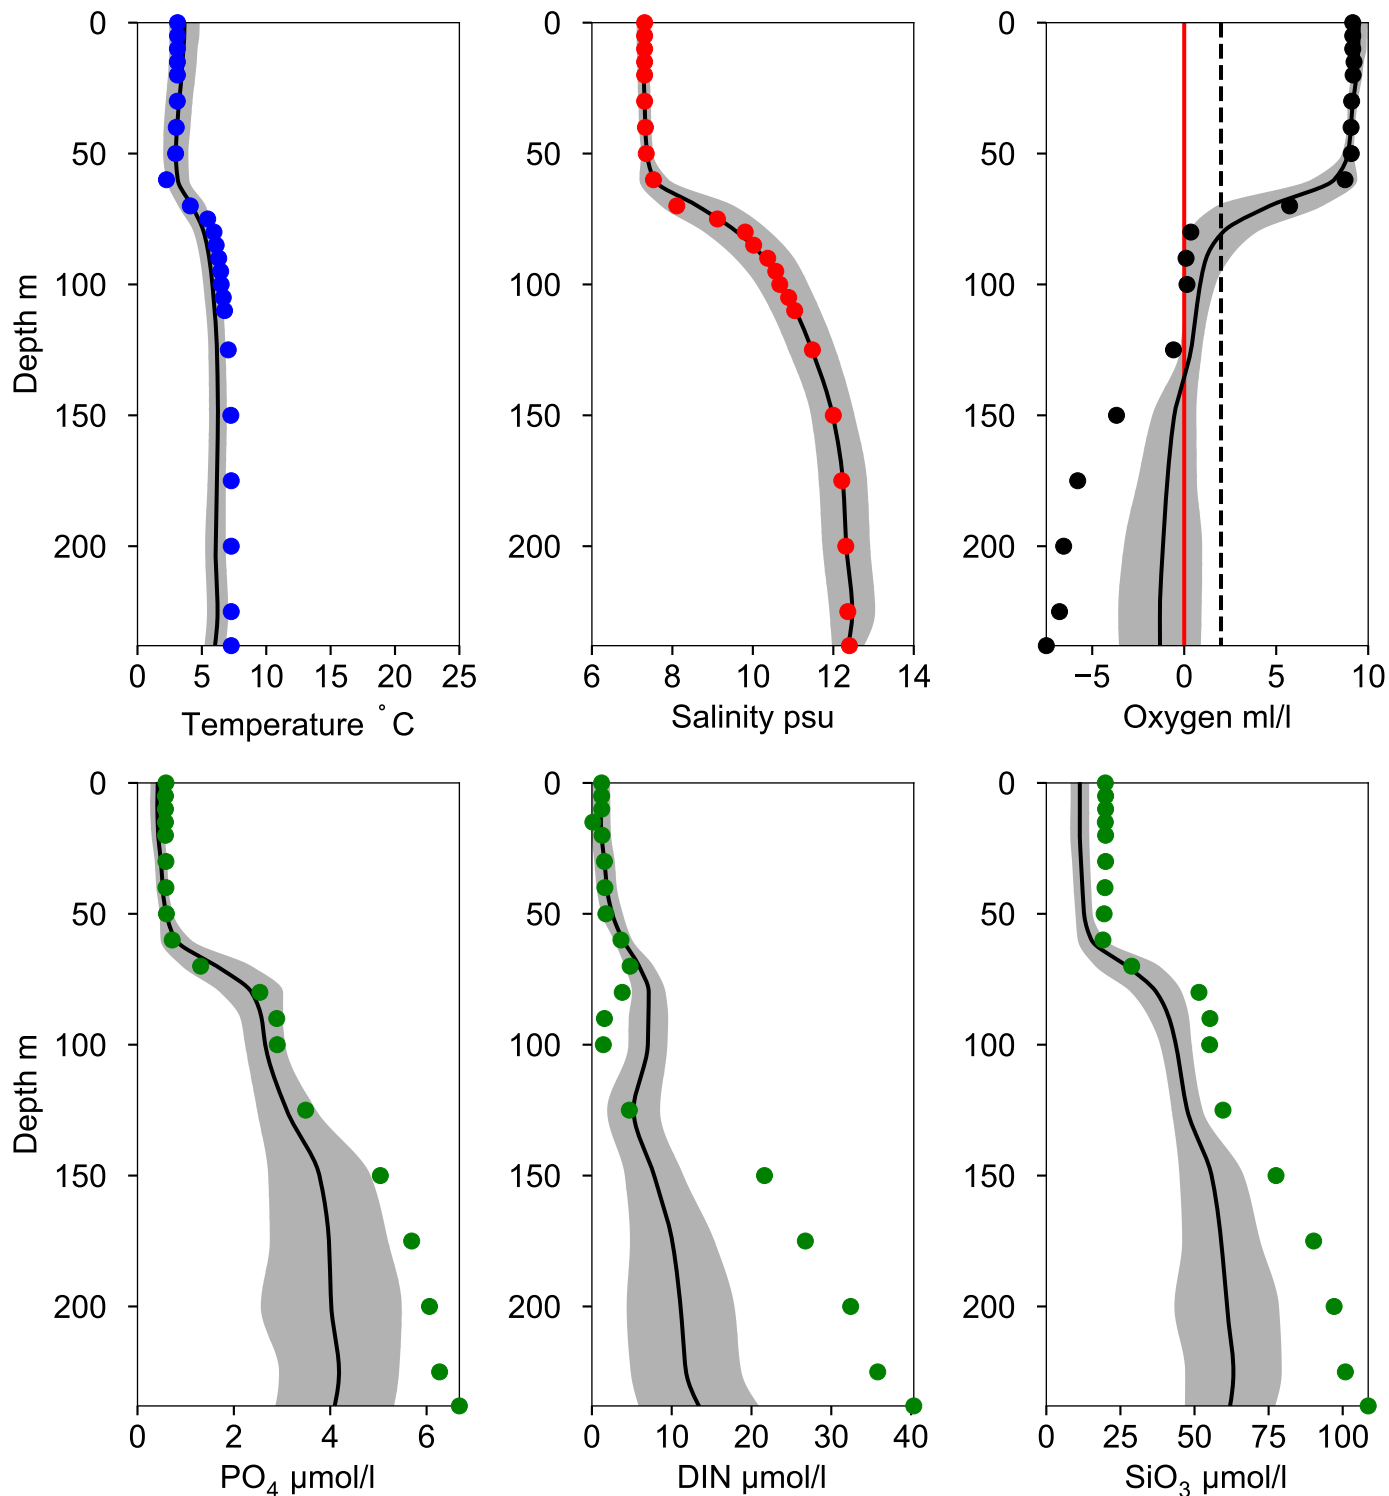 0
50
100
150
200
Depth m
0 5 10 15 20 25
Temperature °C
0
50
100
150
200
6 8 10 12 14
Salinity psu
0
50
100
150
200
−5 0 5 10
Oxygen ml/l
0
50
100
150
200
Depth m
0 2 4 6
PO₄ µmol/l
0
50
100
150
200
0 10 20 30 40
DIN µmol/l
0
50
100
150
200
0 25 50 75 100
SiO₃ µmol/l